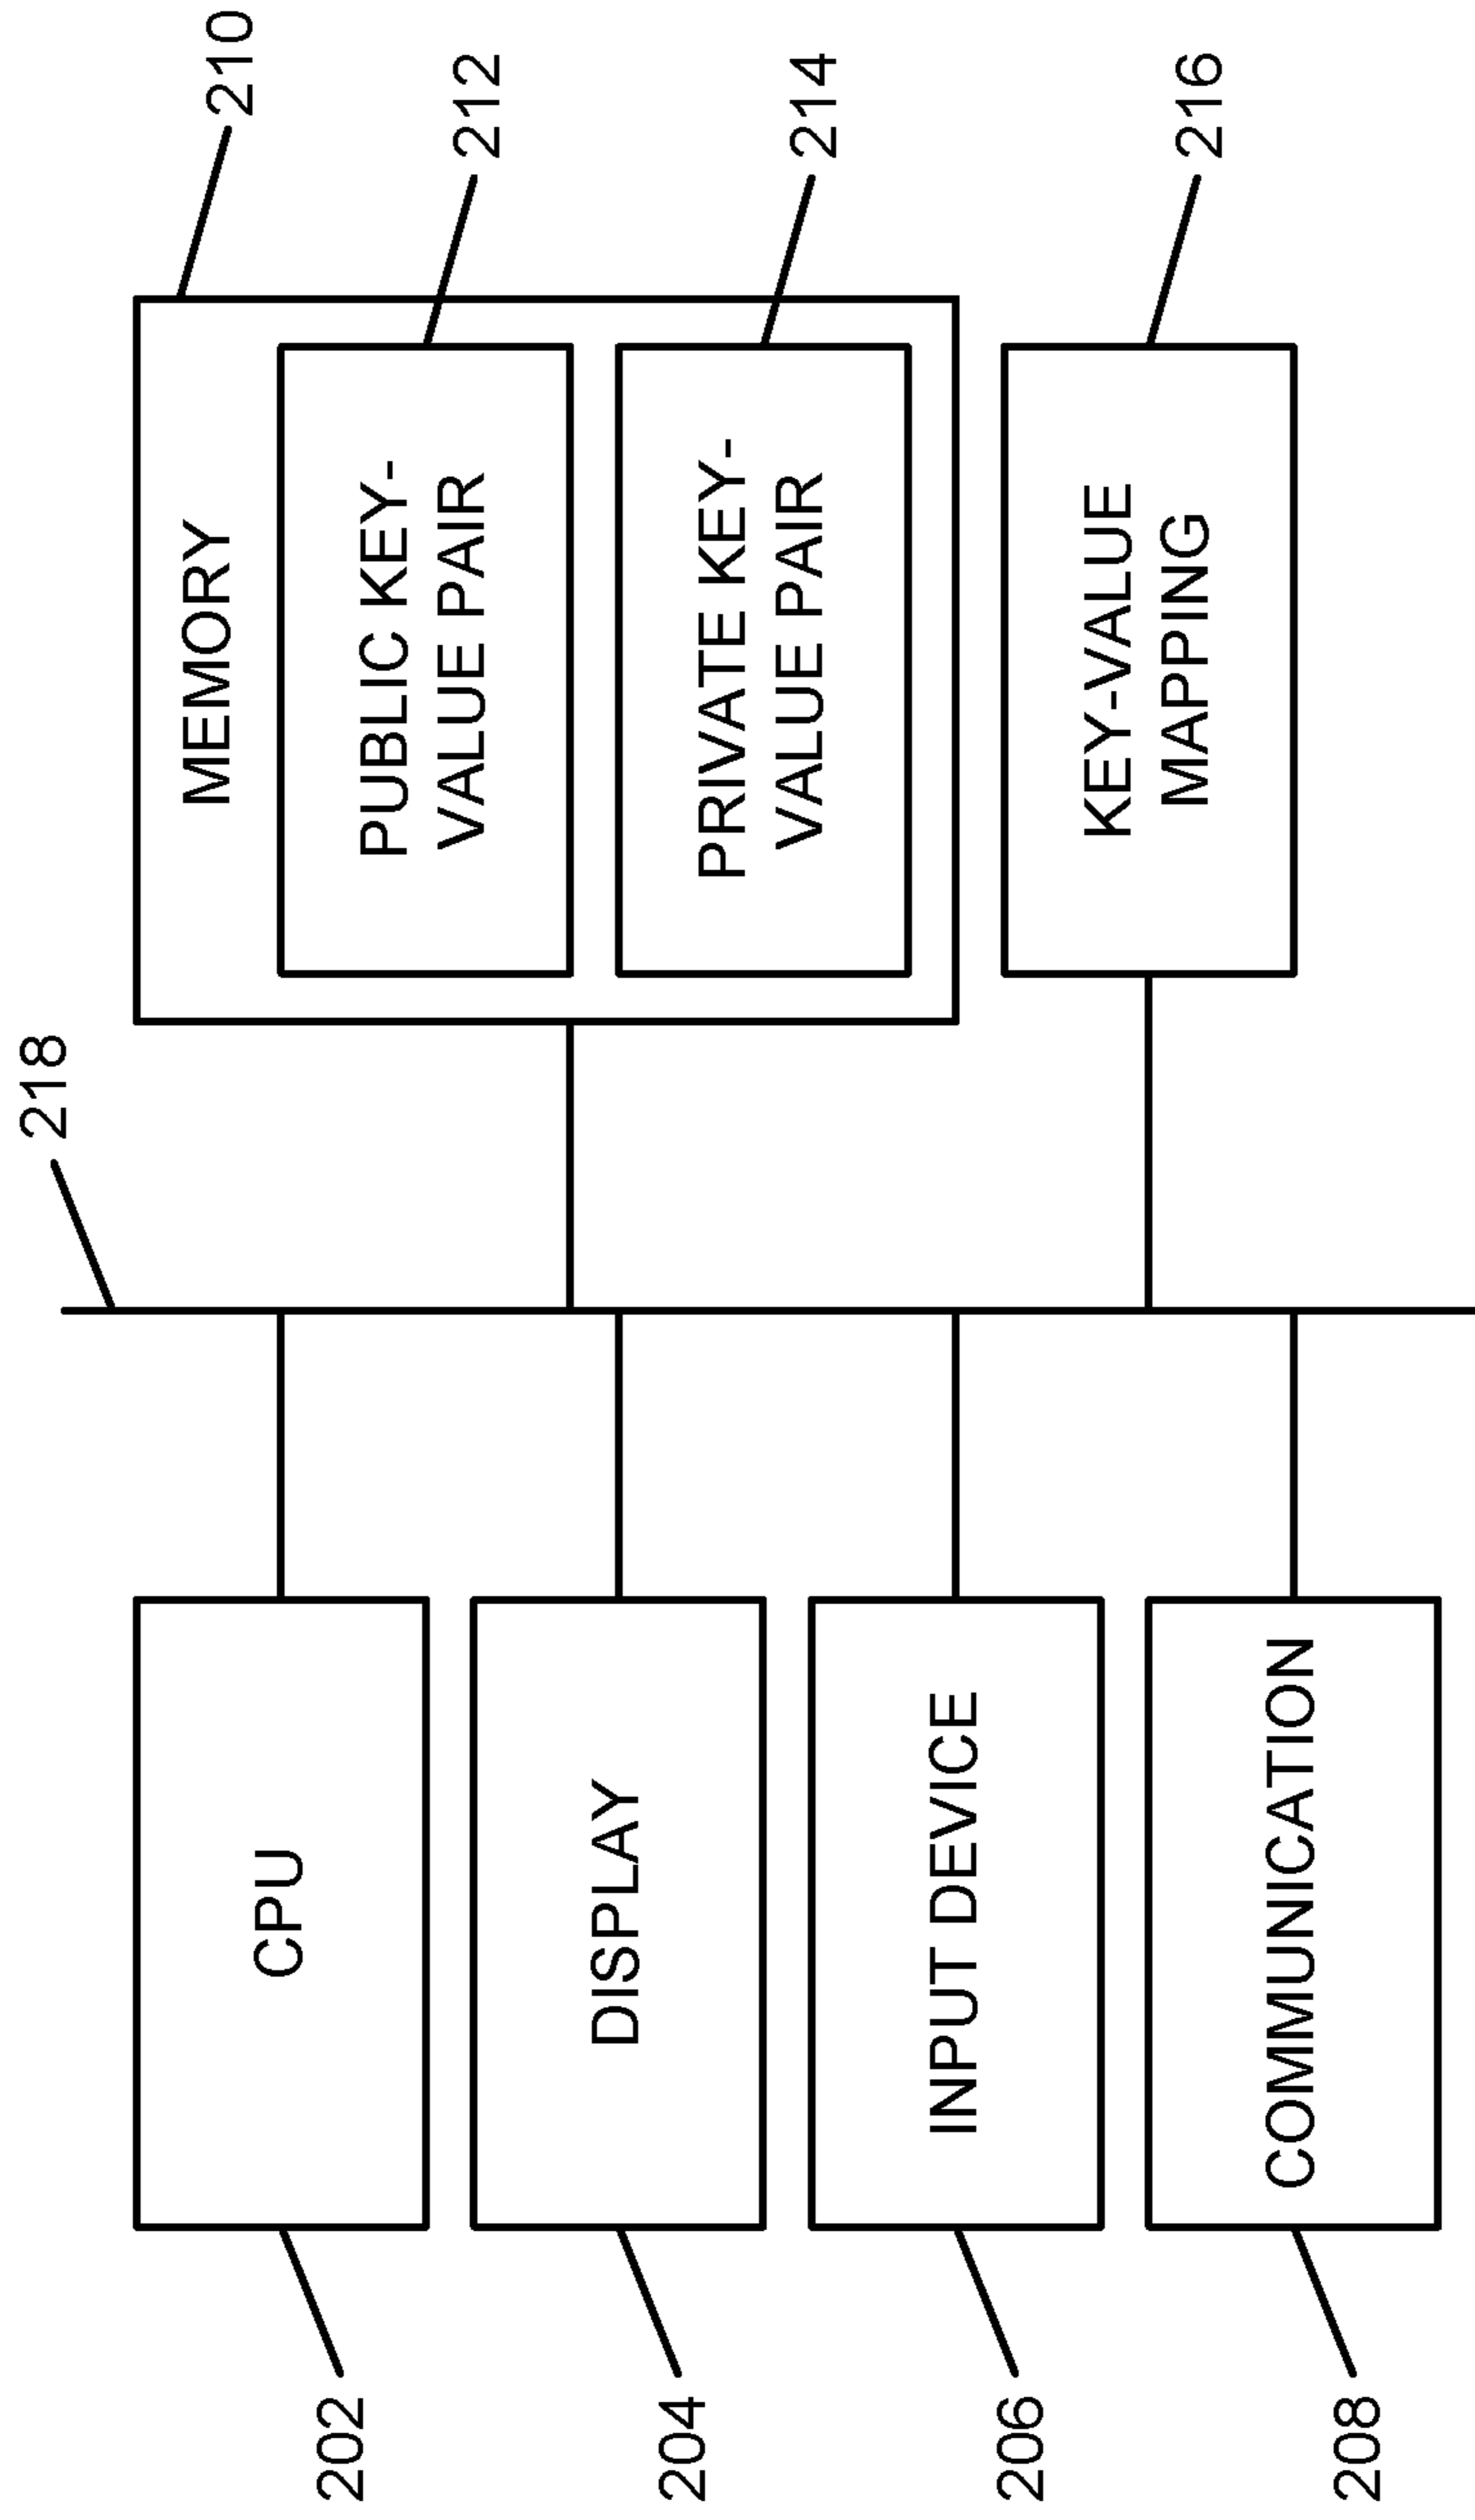 218
202
CPU
204
DISPLAY
206
INPUT DEVICE
208
COMMUNICATION
210
MEMORY
212
PUBLIC KEY-
VALUE PAIR
214
PRIVATE KEY-
VALUE PAIR
216
KEY-VALUE
MAPPING